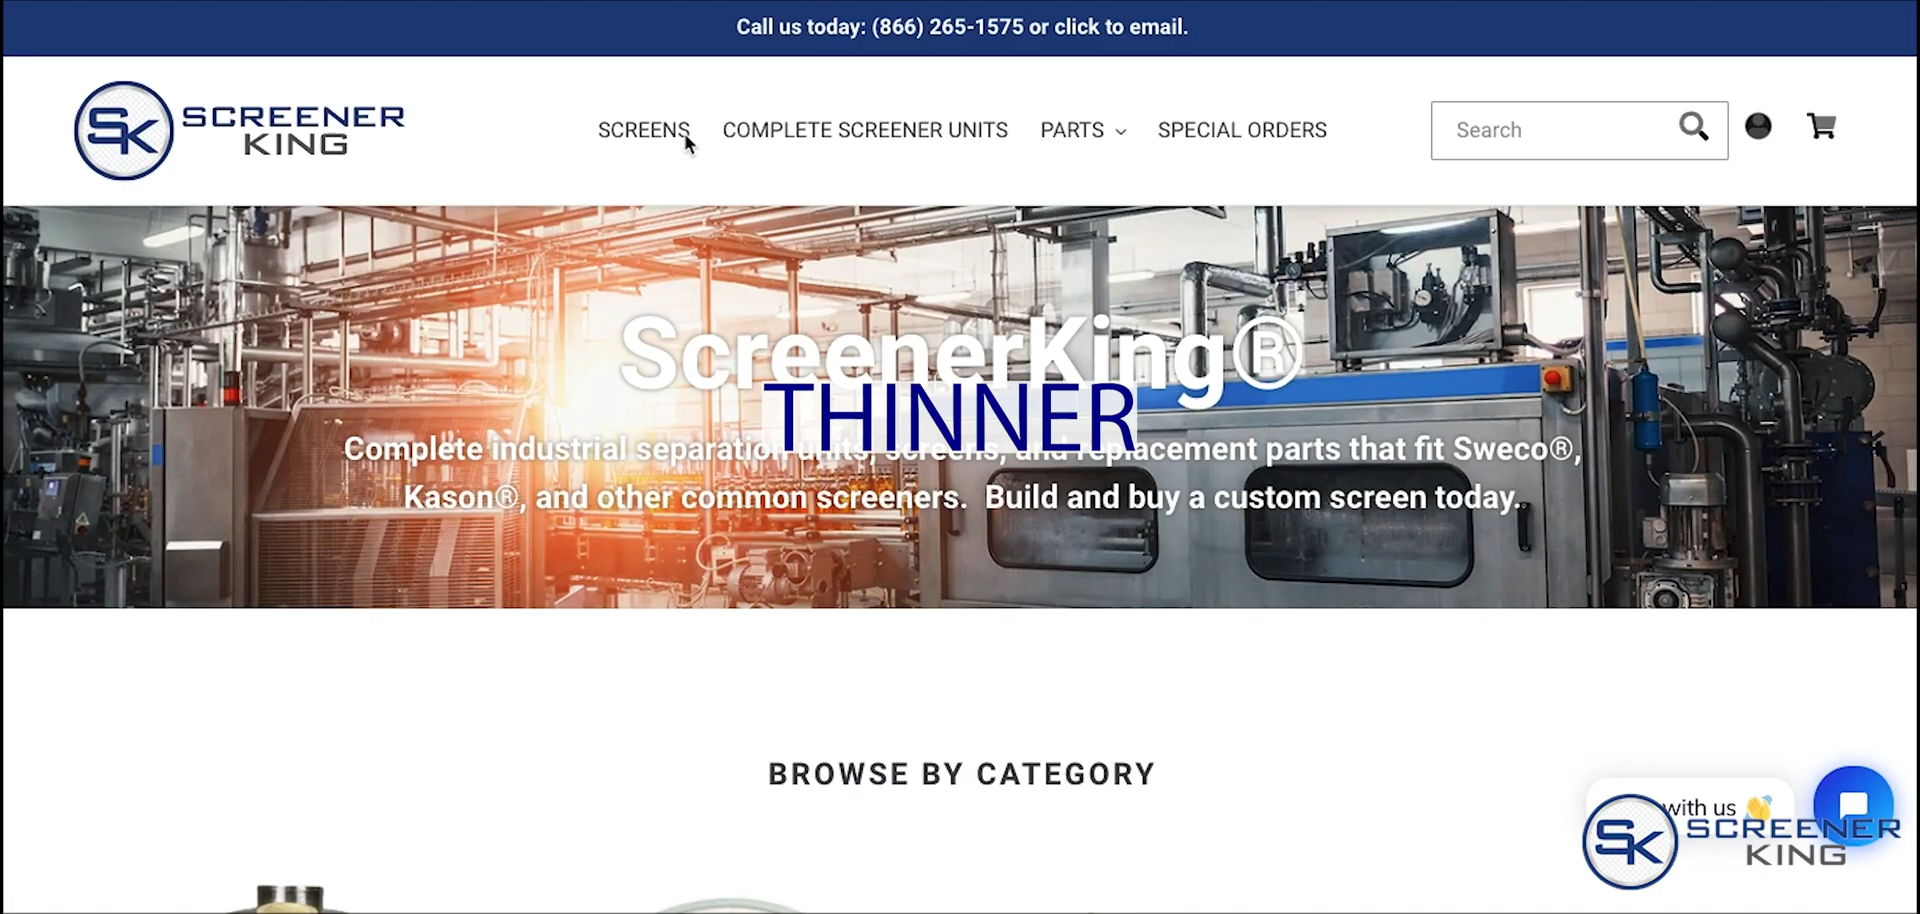 Call us today: (866) 265-1575 or click to email.
SK SCREENER
KING
SCREENS COMPLETE SCREENER UNITS PARTS SPECIAL ORDERS
Search
ScreenerKing®
THINNER
Complete industrial separation units, screens, and replacement parts that fit Sweco®,
Kason®, and other common screeners. Build and buy a custom screen today.
BROWSE BY CATEGORY
with us 👋
SK SCREENER
KING